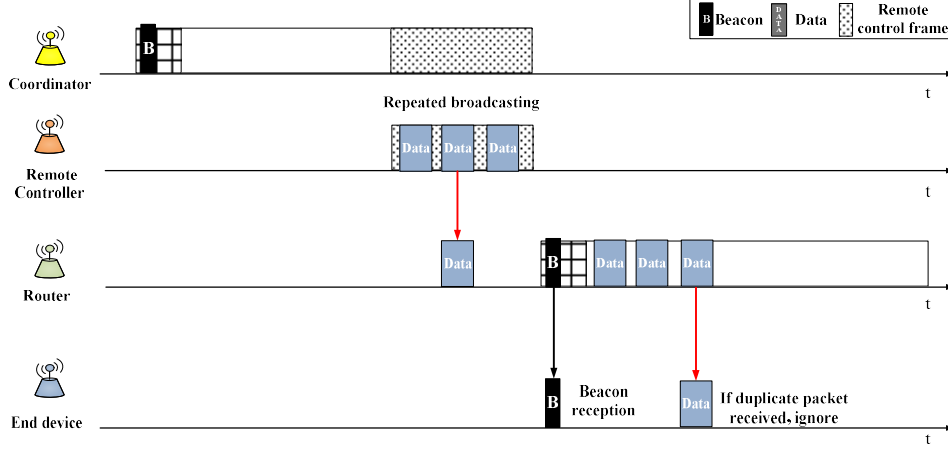 B Beacon DATA Data Remote
control frame
B
Coordinator
t
Repeated broadcasting
Data Data Data
Remote
Controller
t
Data B Data Data Data
Router
t
B Beacon
reception
Data If duplicate packet
received, ignore
End device
t